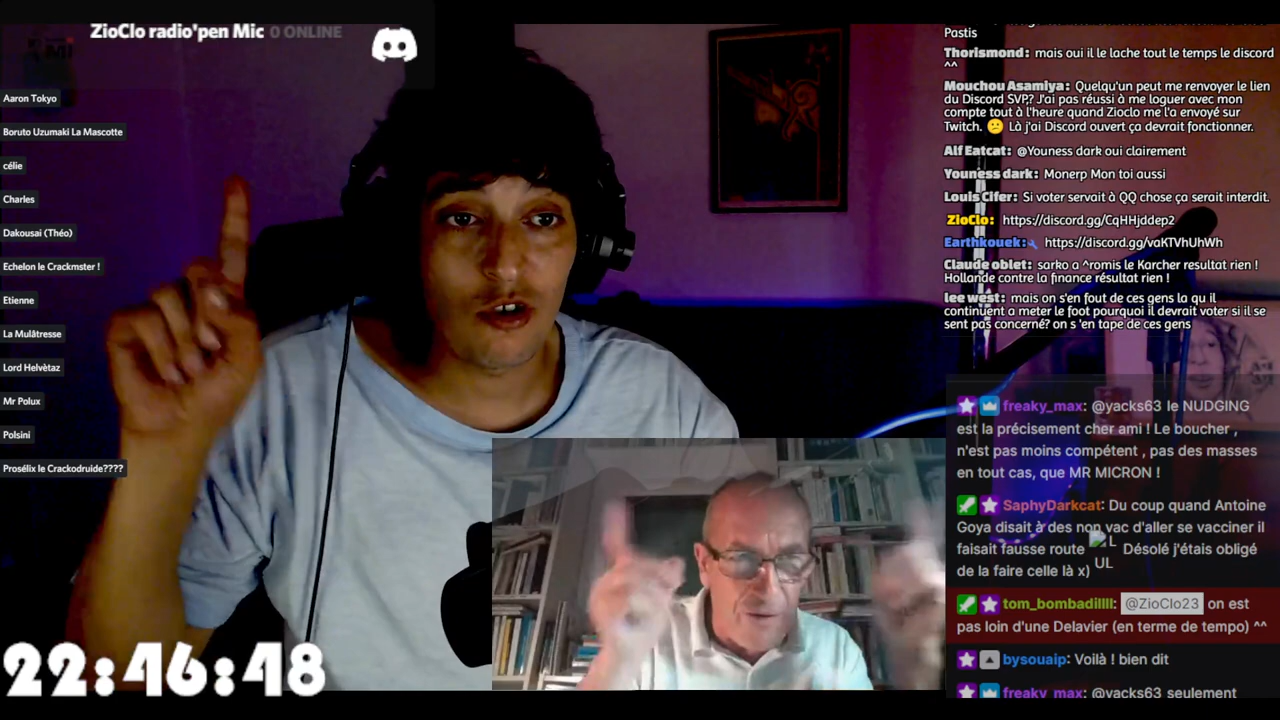 ZioClo radio'pen Mic 0 ONLINE
MI
Aaron Tokyo
Boruto Uzumaki La Mascotte
célie
Charles
Dakousai (Théo)
Echelon le Crackmster !
Etienne
La Mulâtresse
Lord Helvètaz
Mr Polux
Polsini
Prosélix le Crackodruide????
22:46:48
Pastis
Thorismond: mais oui il le lache tout le temps le discord
^^
Mouchou Asamiya: Quelqu'un peut me renvoyer le lien
du Discord SVP? J'ai pas réussi à me loguer avec mon
compte tout à l'heure quand Zioclo me l'a envoyé sur
Twitch. 😕 Là j'ai Discord ouvert ça devrait fonctionner.
Alf Eatcat: @Youness dark oui clairement
Youness dark: Monerp Mon toi aussi
Louis Cifer: Si voter servait à QQ chose ça serait interdit.
ZioClo: https://discord.gg/CqHHjddep2
Earthkouek: https://discord.gg/vaKTVhUhWh
Claude oblet: sarko a ^romis le Karcher resultat rien !
Hollande contre la finance résultat rien !
lee west: mais on s'en fout de ces gens la qu il
continuent a meter le foot pourquoi il devrait voter si il se
sent pas concerné? on s 'en tape de ces gens
freaky_max: @yacks63 le NUDGING
est la précisement cher ami ! Le boucher ,
n'est pas moins compétent , pas des masses
en tout cas, que MR MICRON !
SaphyDarkcat: Du coup quand Antoine
Goya disait à des non vac d'aller se vacciner il
faisait fausse route LUL Désolé j'étais obligé
de la faire celle là x)
tom_bombadillll: @ZioClo23 on est
pas loin d'une Delavier (en terme de tempo) ^^
bysouaip: Voilà ! bien dit
freaky_max: @yacks63 seulement